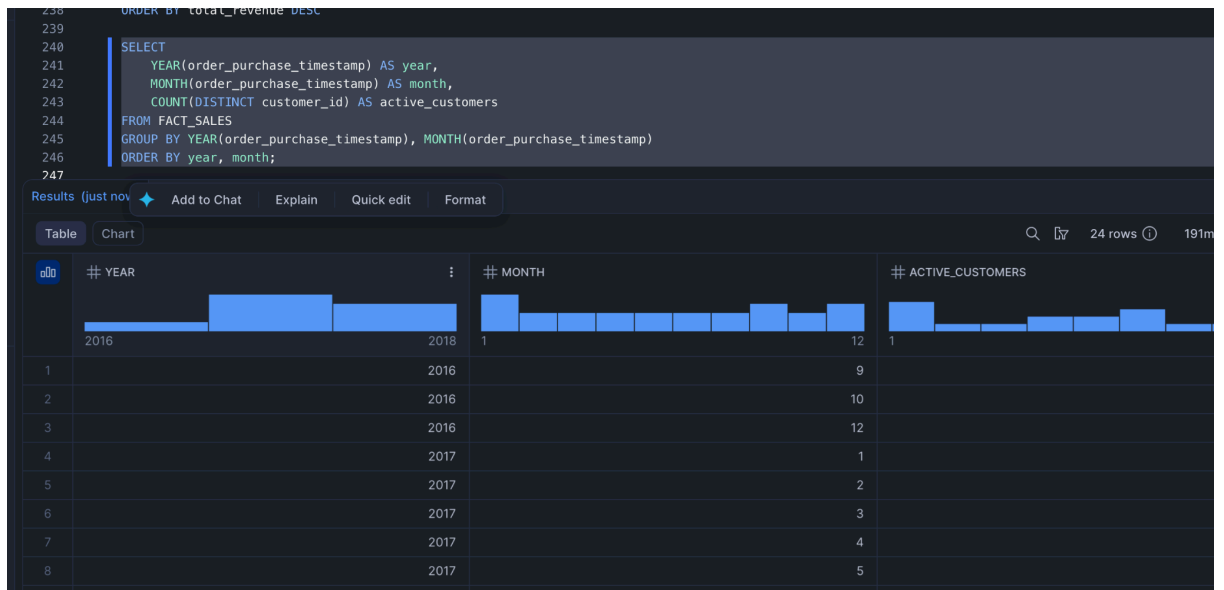 238 ORDER BY total_revenue DESC
239
240 SELECT
241 YEAR(order_purchase_timestamp) AS year,
242 MONTH(order_purchase_timestamp) AS month,
243 COUNT(DISTINCT customer_id) AS active_customers
244 FROM FACT_SALES
245 GROUP BY YEAR(order_purchase_timestamp), MONTH(order_purchase_timestamp)
246 ORDER BY year, month;
247
Results (just now
Add to Chat Explain Quick edit Format
Table Chart 24 rows 191m
YEAR MONTH ACTIVE_CUSTOMERS
2016 2018 1 12 1
1 2016 9
2 2016 10
3 2016 12
4 2017 1
5 2017 2
6 2017 3
7 2017 4
8 2017 5